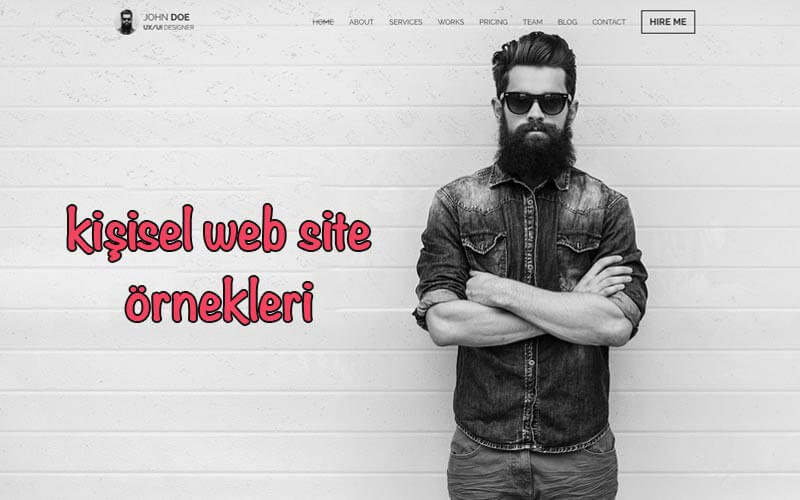 JOHN DOE
UX/UI DESIGNER
HOME ABOUT SERVICES WORKS PRICING TEAM BLOG CONTACT HIRE ME
kişisel web site
örnekleri